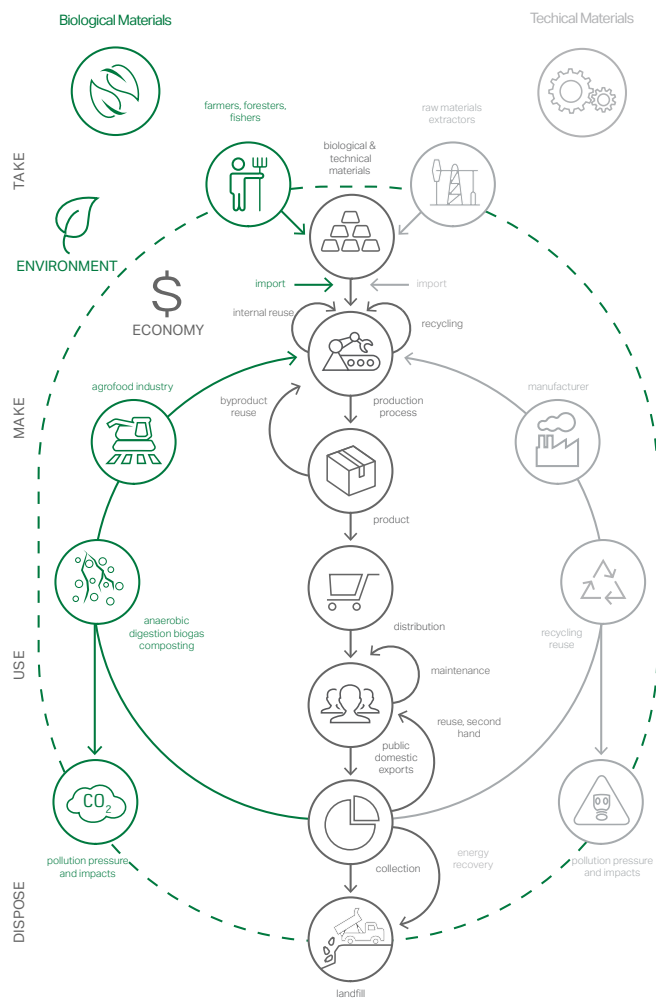 Biological Materials
Techical Materials
farmers, foresters,
fishers
raw materials
extractors
biological &
technical
materials
TAKE
ENVIRONMENT
$
ECONOMY
import
import
internal reuse
recycling
agrofood industry
byproduct
reuse
production
process
manufacturer
MAKE
product
anaerobic
digestion biogas
composting
distribution
recycling
reuse
USE
maintenance
reuse, second
hand
public
domestic
exports
CO2
pollution pressure
and impacts
collection
energy
recovery
pollution pressure
and impacts
DISPOSE
landfill